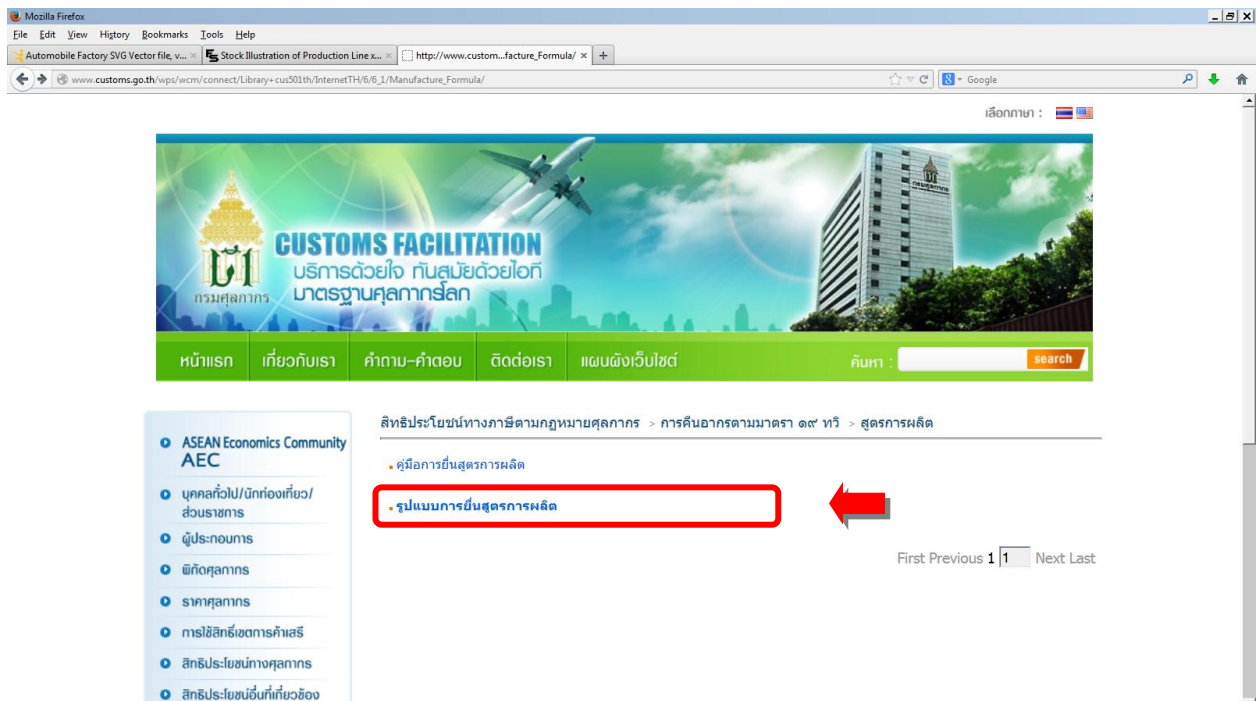 Mozilla Firefox
File Edit View History Bookmarks Tools Help
Automobile Factory SVG Vector file, v... × Stock Illustration of Production Line x... × http://www.custom...facture_Formula/ × +
www.customs.go.th/wps/wcm/connect/Library+cus501th/InternetTH/6/6_1/Manufacture_Formula/ Google
เลือกภาษา :
กรมศุลกากร
CUSTOMS FACILITATION
บริการด้วยใจ ทันสมัยด้วยไอที
มาตรฐานศุลกากรโลก
กรมศุลกากร
หน้าแรก เกี่ยวกับเรา คำถาม-คำตอบ ติดต่อเรา แผนผังเว็บไซต์ ค้นหา : search
สิทธิประโยชน์ทางภาษีตามกฎหมายศุลกากร > การคืนอากรตามมาตรา ๑๙ ทวิ > สูตรการผลิต
คู่มือการยื่นสูตรการผลิต
รูปแบบการยื่นสูตรการผลิต
First Previous 1 1 Next Last
ASEAN Economics Community
AEC
บุคคลทั่วไป/นักท่องเที่ยว/
ส่วนราชการ
ผู้ประกอบการ
พิกัดศุลกากร
ราคาศุลกากร
การใช้สิทธิ์เขตการค้าเสรี
สิทธิประโยชน์ทางศุลกากร
สิทธิประโยชน์อื่นที่เกี่ยวข้อง